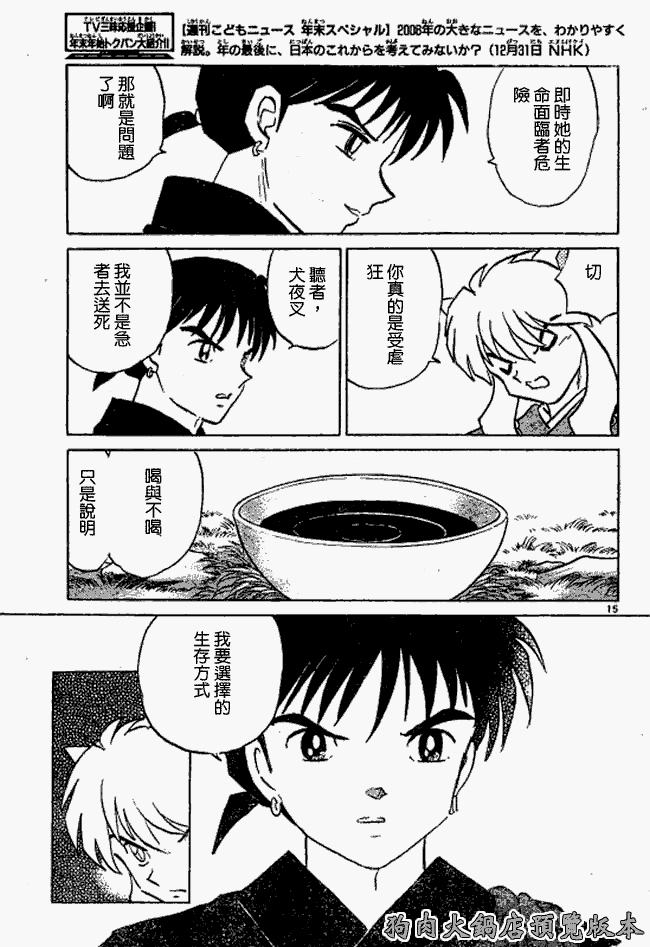 TV三昧応援企画!
年末年始トクバン大紹介!!
【週刊こどもニュース 年末スペシャル】2006年の大きなニュースを、わかりやすく
解説。年の最後に、日本のこれからを考えてみないか?(12月31日 NHK)
即時她的生
命面臨者危
險
那就是問題
了啊
切
你真的是受虐
狂
聽者,
犬夜叉
我並不是急
者去送死
喝與不喝
只是說明
15
我要選擇的
生存方式
狗肉火鍋店預覽版本